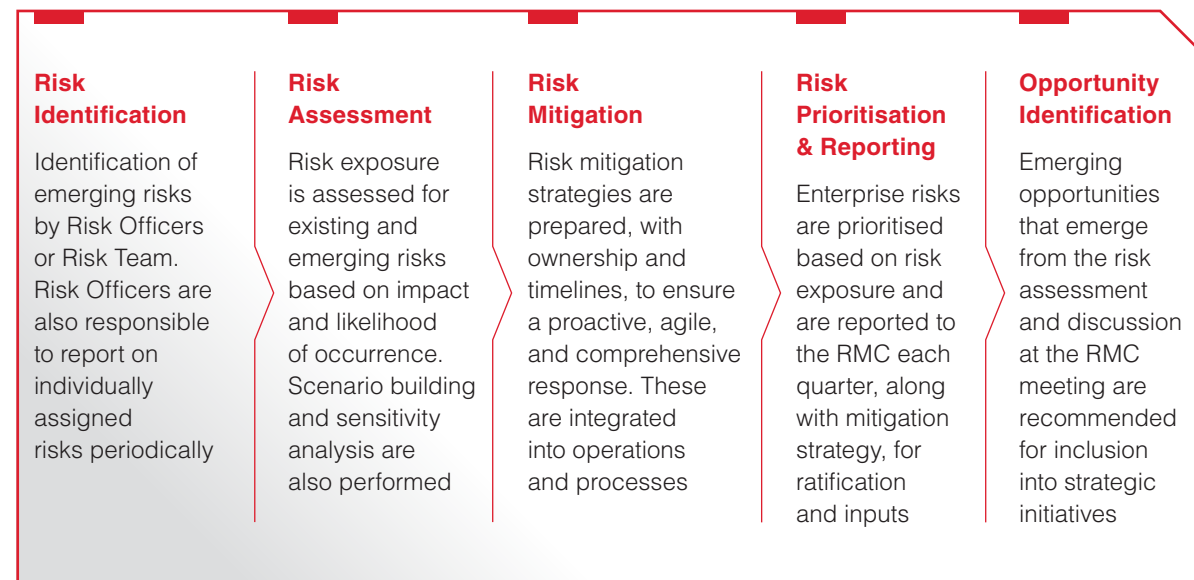 Risk
Identification
Identification of
emerging risks
by Risk Officers
or Risk Team.
Risk Officers are
also responsible
to report on
individually
assigned
risks periodically
Risk
Assessment
Risk exposure
is assessed for
existing and
emerging risks
based on impact
and likelihood
of occurrence.
Scenario building
and sensitivity
analysis are
also performed
Risk
Mitigation
Risk mitigation
strategies are
prepared, with
ownership and
timelines, to ensure
a proactive, agile,
and comprehensive
response. These
are integrated
into operations
and processes
Risk
Prioritisation
& Reporting
Enterprise risks
are prioritised
based on risk
exposure and
are reported to
the RMC each
quarter, along
with mitigation
strategy, for
ratification
and inputs
Opportunity
Identification
Emerging
opportunities
that emerge
from the risk
assessment
and discussion
at the RMC
meeting are
recommended
for inclusion
into strategic
initiatives